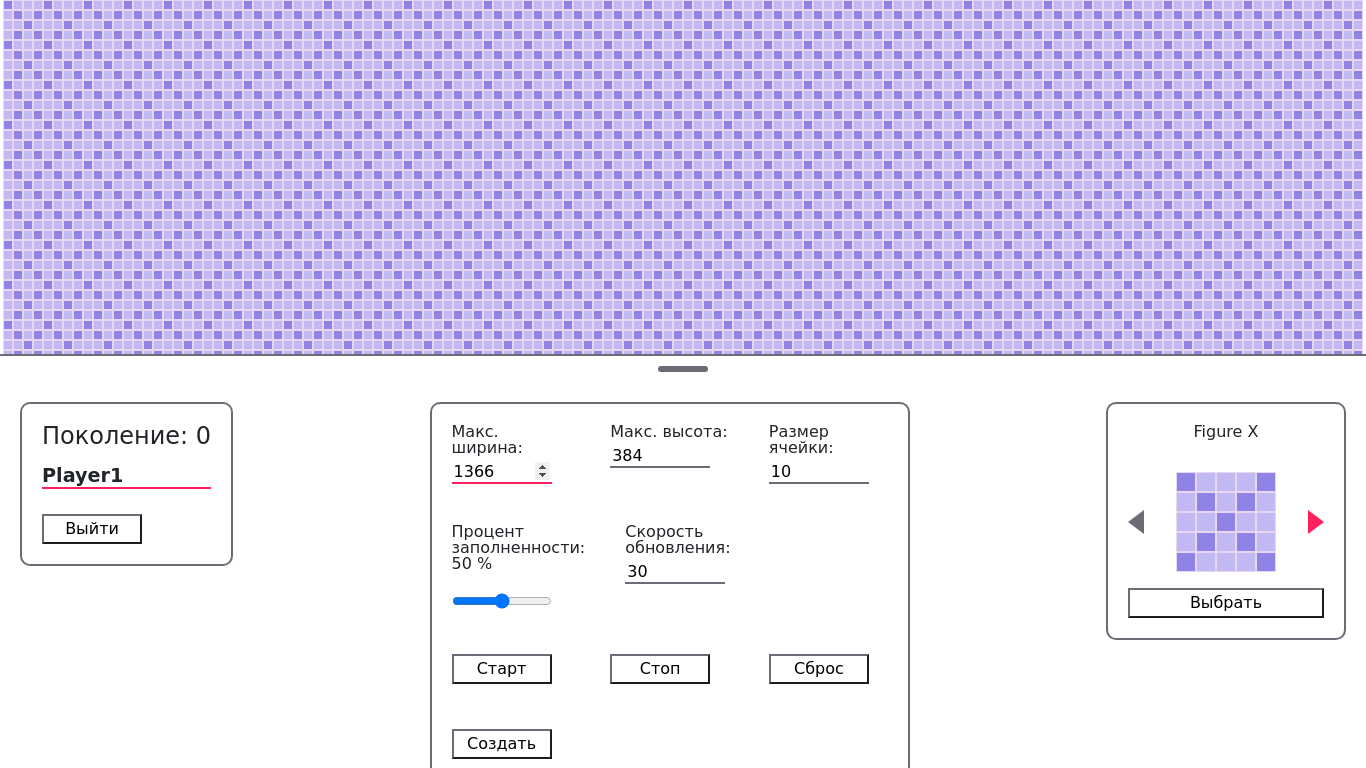 Поколение: 0
Player1
Выйти
Макс.
ширина:
1366
Макс. высота:
384
Размер
ячейки:
10
Процент
заполненности:
50 %
Скорость
обновления:
30
Старт
Стоп
Сброс
Создать
Figure X
Выбрать